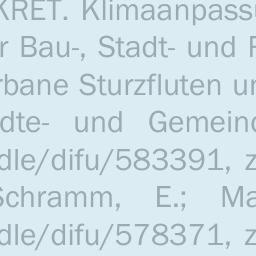 KRET. Klimaanpassu
r Bau-, Stadt- und R
rbane Sturzfluten un
dte- und Gemeind
dle/difu/583391, z
Schramm, E.; Ma
dle/difu/578371, z